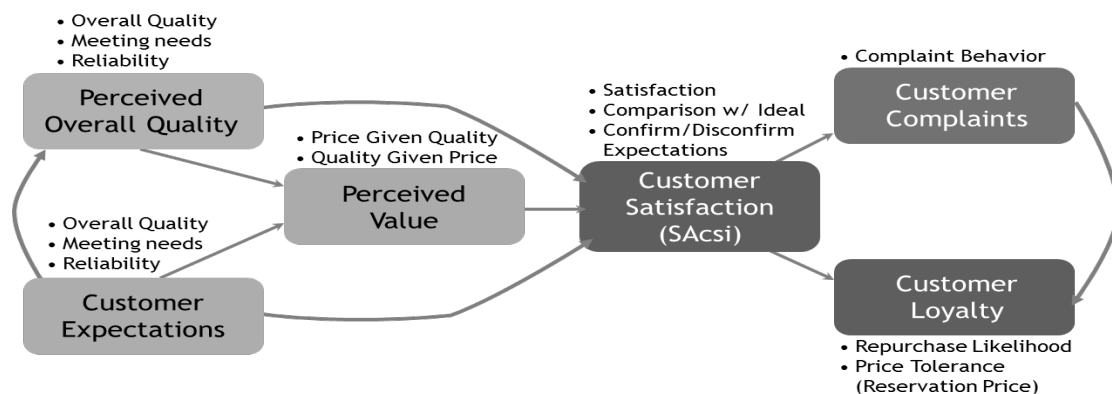 • Overall Quality
• Meeting needs
• Reliability
Perceived
Overall Quality
• Price Given Quality
• Quality Given Price
Perceived
Value
• Overall Quality
• Meeting needs
• Reliability
Customer
Expectations
• Satisfaction
• Comparison w/ Ideal
• Confirm/Disconfirm
Expectations
Customer
Satisfaction
(SAcsi)
• Complaint Behavior
Customer
Complaints
Customer
Loyalty
• Repurchase Likelihood
• Price Tolerance
(Reservation Price)